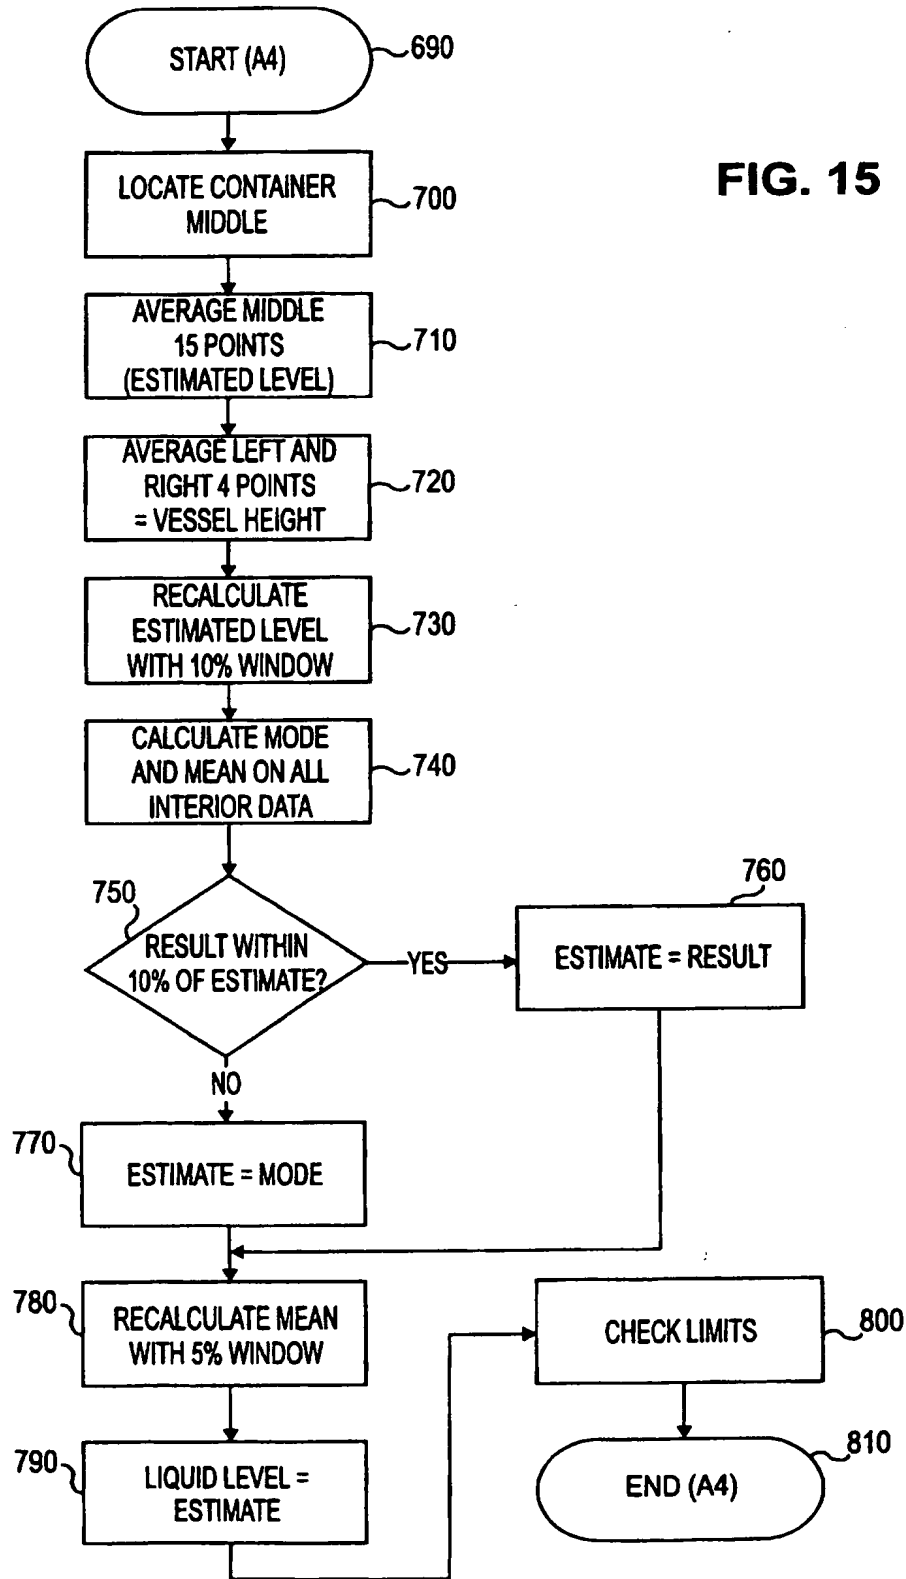 START (A4)
690
FIG. 15
LOCATE CONTAINER
MIDDLE
700
AVERAGE MIDDLE
15 POINTS
(ESTIMATED LEVEL)
710
AVERAGE LEFT AND
RIGHT 4 POINTS
= VESSEL HEIGHT
720
RECALCULATE
ESTIMATED LEVEL
WITH 10% WINDOW
730
CALCULATE MODE
AND MEAN ON ALL
INTERIOR DATA
740
750
RESULT WITHIN
10% OF ESTIMATE?
YES
760
ESTIMATE = RESULT
NO
770
ESTIMATE = MODE
780
RECALCULATE MEAN
WITH 5% WINDOW
790
LIQUID LEVEL =
ESTIMATE
CHECK LIMITS
800
END (A4)
810